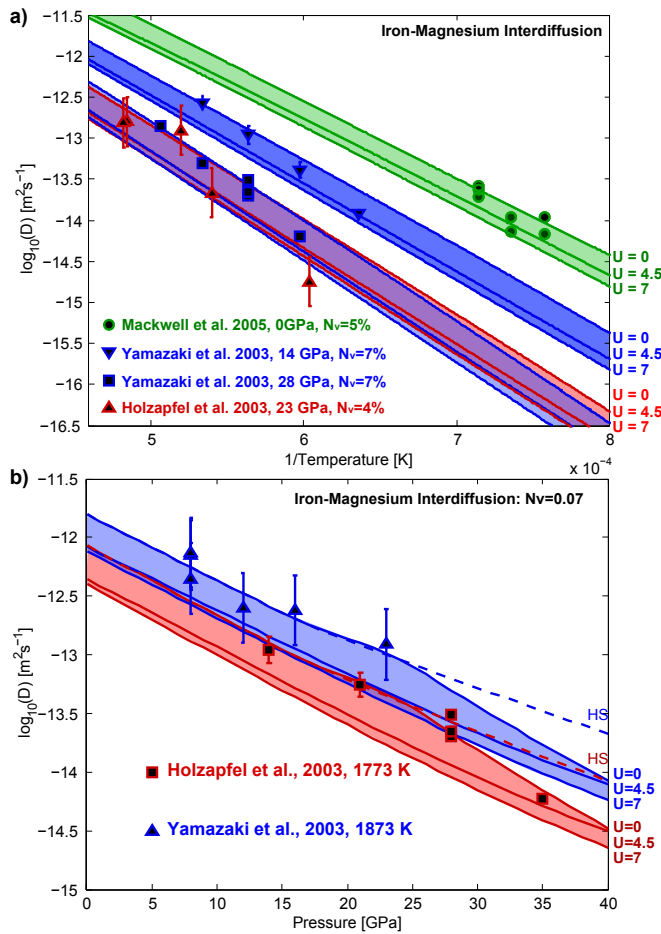 a)
Iron-Magnesium Interdiffusion
−11.5
−12
−12.5
−13
−13.5
−14
−14.5
−15
−15.5
−16
−16.5
log10(D) [m2s−1]
U = 0
U = 4.5
U = 7
U = 0
U = 4.5
U = 7
U = 0
U = 4.5
U = 7
Mackwell et al. 2005, 0GPa, Nv=5%
Yamazaki et al. 2003, 14 GPa, Nv=7%
Yamazaki et al. 2003, 28 GPa, Nv=7%
Holzapfel et al. 2003, 23 GPa, Nv=4%
5 6 7 8
1/Temperature [K]
x 10−4
b)
Iron-Magnesium Interdiffusion: Nv=0.07
−11.5
−12
−12.5
−13
−13.5
−14
−14.5
−15
log10(D) [m2s−1]
HS
HS
U=0
U=4.5
U=7
U=0
U=4.5
U=7
Holzapfel et al., 2003, 1773 K
Yamazaki et al., 2003, 1873 K
0 5 10 15 20 25 30 35 40
Pressure [GPa]